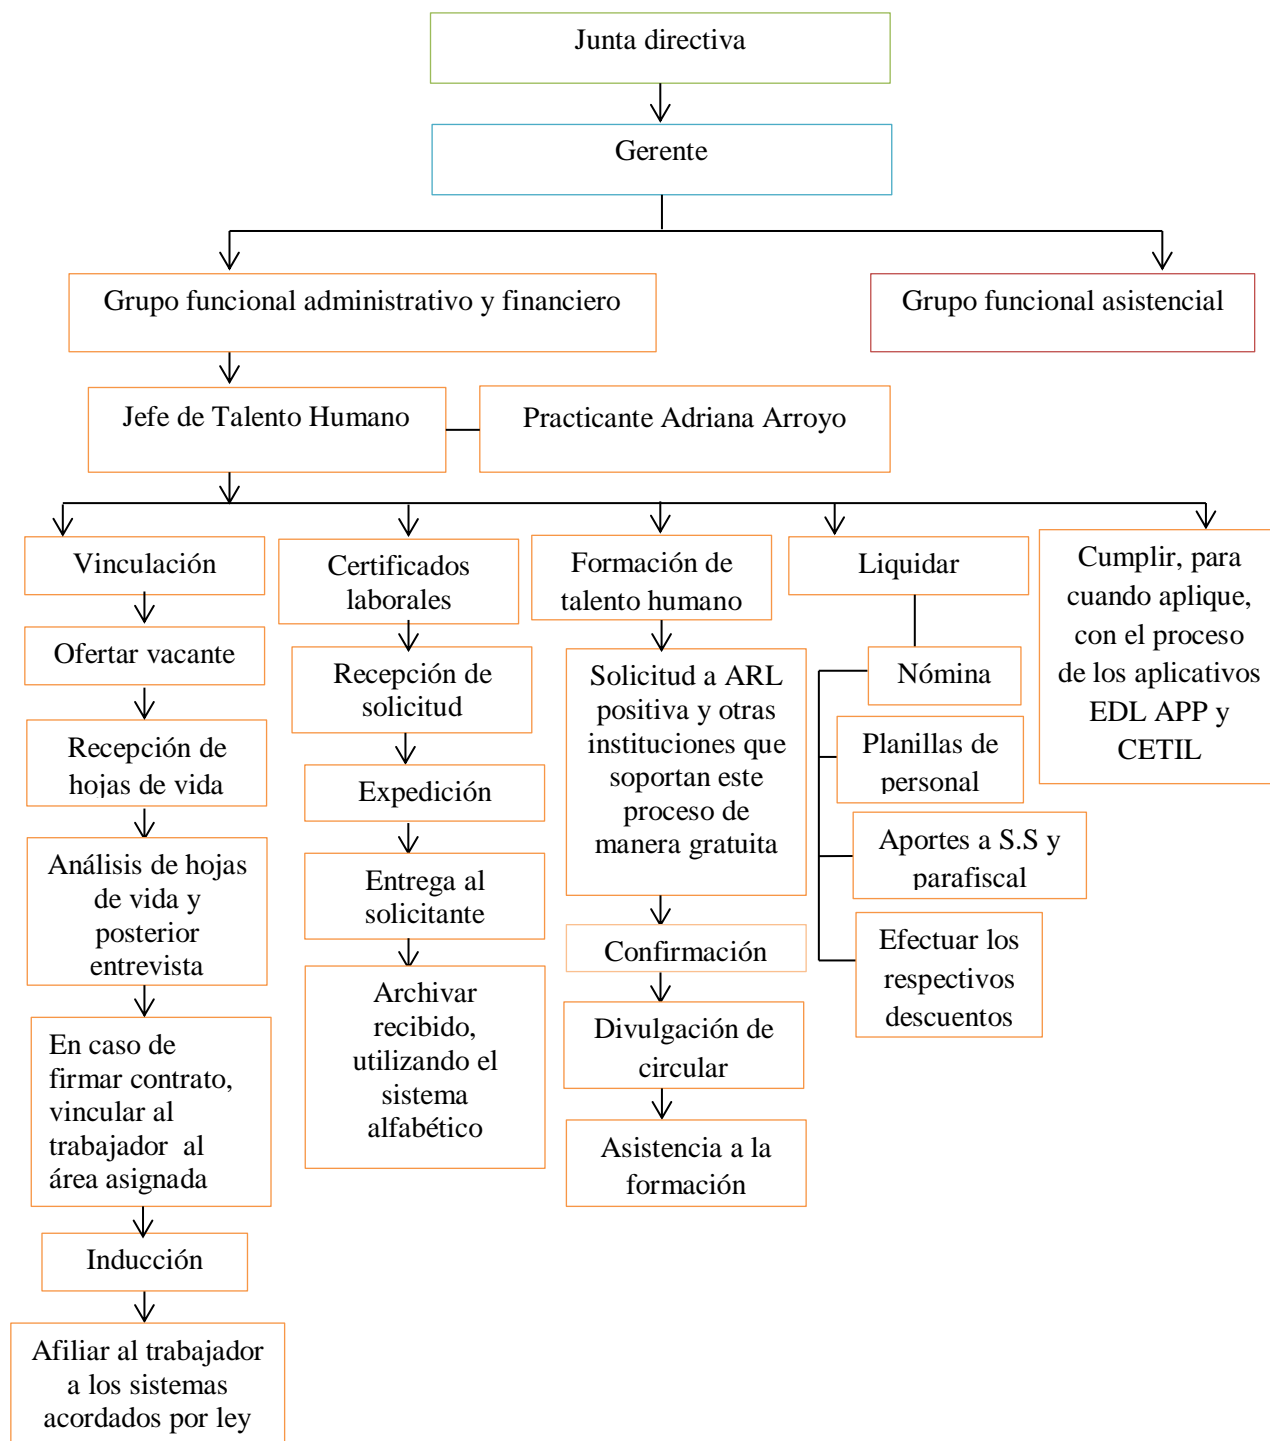 Junta directiva
Gerente
Grupo funcional administrativo y financiero
Grupo funcional asistencial
Jefe de Talento Humano
Practicante Adriana Arroyo
Vinculación
Ofertar vacante
Recepción de
hojas de vida
Análisis de hojas
de vida y
posterior
entrevista
En caso de
firmar contrato,
vincular al
trabajador al
área asignada
Inducción
Afiliar al trabajador
a los sistemas
acordados por ley
Certificados
laborales
Recepción de
solicitud
Expedición
Entrega al
solicitante
Archivar
recibido,
utilizando el
sistema
alfabético
Formación de
talento humano
Solicitud a ARL
positiva y otras
instituciones que
soportan este
proceso de
manera gratuita
Confirmación
Divulgación de
circular
Asistencia a la
formación
Liquidar
Nómina
Planillas de
personal
Aportes a S.S y
parafiscal
Efectuar los
respectivos
descuentos
Cumplir, para
cuando aplique,
con el proceso
de los aplicativos
EDL APP y
CETIL